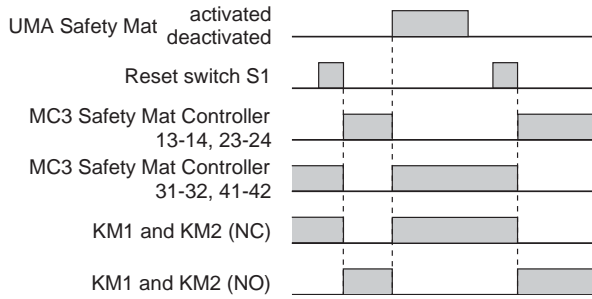 UMA Safety Mat activated
deactivated
Reset switch S1
MC3 Safety Mat Controller
13-14, 23-24
MC3 Safety Mat Controller
31-32, 41-42
KM1 and KM2 (NC)
KM1 and KM2 (NO)